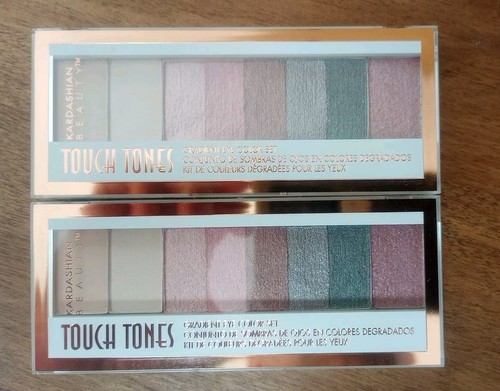 KARDASHIAN
BEAUTY™
TOUCH TONES
GRADIENT EYE COLOR SET
CONJUNTO DE SOMBRAS DE OJOS EN COLORES DEGRADADOS
KIT DE COULEURS DÉGRADÉES POUR LES YEUX
KARDASHIAN
BEAUTY™
TOUCH TONES
GRADIENT EYE COLOR SET
CONJUNTO DE SOMBRAS DE OJOS EN COLORES DEGRADADOS
KIT DE COULEURS DÉGRADÉES POUR LES YEUX